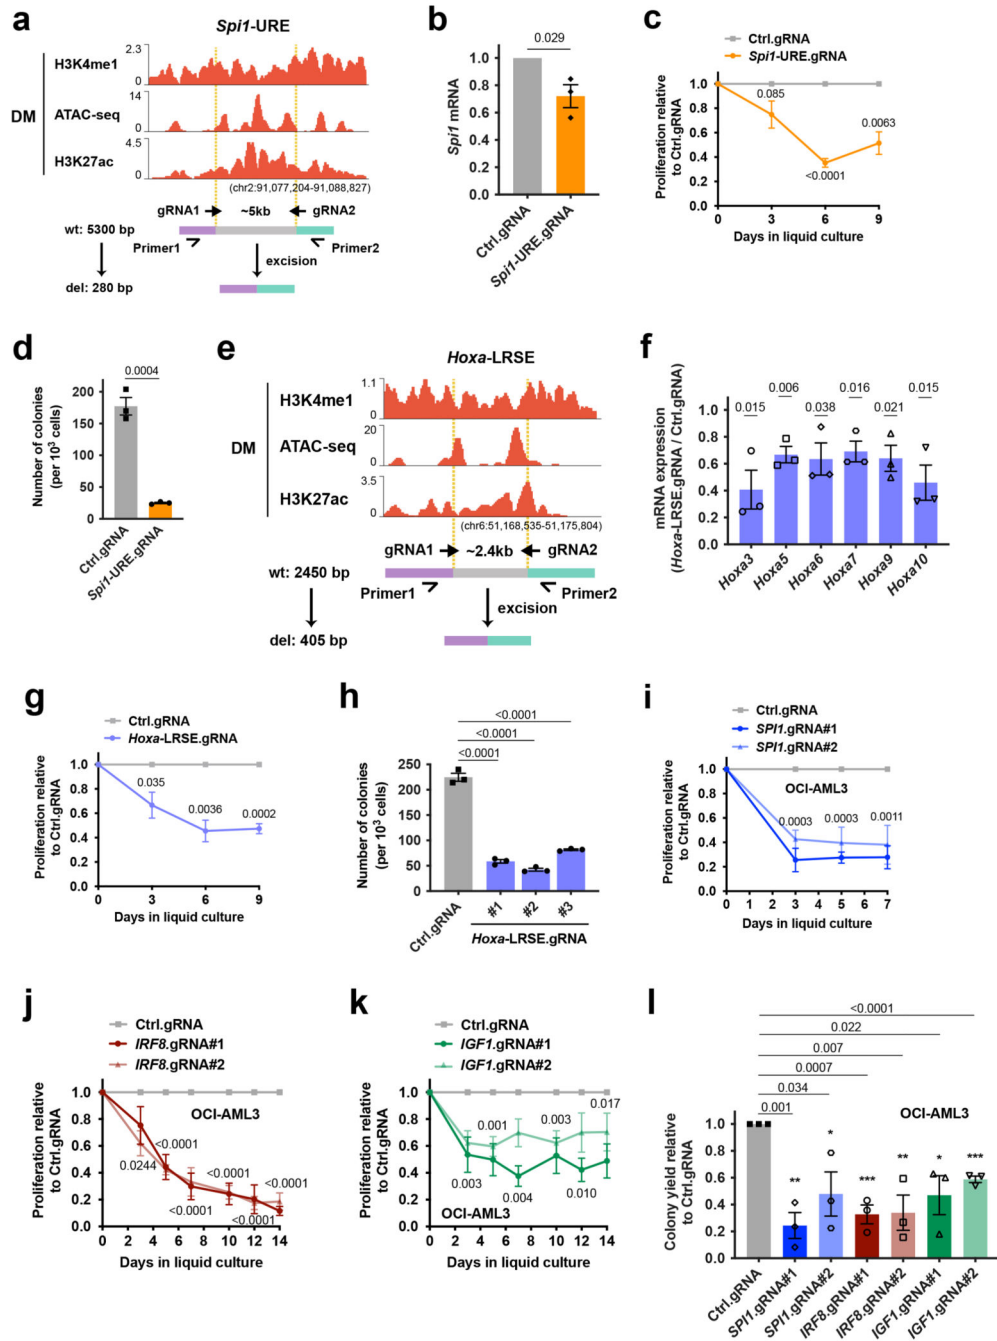 a
Spi1-URE
DM
H3K4me1
2.3
0
ATAC-seq
14
0
H3K27ac
4.5
0
(chr2:91,077,204-91,088,827)
gRNA1
~5kb
gRNA2
wt: 5300 bp
Primer1
Primer2
excision
del: 280 bp
b
0.029
Spi1 mRNA
1.0
0.8
0.6
0.4
0.2
0.0
Ctrl.gRNA
Spi1-URE.gRNA
c
Ctrl.gRNA
Spi1-URE.gRNA
Proliferation relative
to Ctrl.gRNA
1.0
0.8
0.6
0.4
0.2
0.0
0.085
0.0063
<0.0001
0
3
6
9
Days in liquid culture
d
0.0004
Number of colonies
(per 10³ cells)
200
150
100
50
0
Ctrl.gRNA
Spi1-URE.gRNA
e
Hoxa-LRSE
DM
H3K4me1
1.1
0
ATAC-seq
20
0
H3K27ac
3.5
0
(chr6:51,168,535-51,175,804)
gRNA1
~2.4kb
gRNA2
wt: 2450 bp
Primer1
Primer2
excision
del: 405 bp
f
mRNA expression
(Hoxa-LRSE.gRNA / Ctrl.gRNA)
1.0
0.8
0.6
0.4
0.2
0.0
0.015
0.006
0.038
0.016
0.021
0.015
Hoxa3
Hoxa5
Hoxa6
Hoxa7
Hoxa9
Hoxa10
g
Ctrl.gRNA
Hoxa-LRSE.gRNA
Proliferation relative
to Ctrl.gRNA
1.0
0.8
0.6
0.4
0.2
0.0
0.035
0.0036
0.0002
0
3
6
9
Days in liquid culture
h
<0.0001
<0.0001
<0.0001
Number of colonies
(per 10³ cells)
250
200
150
100
50
0
Ctrl.gRNA
#1
#2
#3
Hoxa-LRSE.gRNA
i
Ctrl.gRNA
SPI1.gRNA#1
SPI1.gRNA#2
Proliferation relative
to Ctrl.gRNA
1.0
0.8
0.6
0.4
0.2
0.0
OCI-AML3
0.0003
0.0003
0.0011
0 1 2 3 4 5 6 7
Days in liquid culture
j
Ctrl.gRNA
IRF8.gRNA#1
IRF8.gRNA#2
Proliferation relative
to Ctrl.gRNA
1.0
0.8
0.6
0.4
0.2
0.0
OCI-AML3
<0.0001
0.0244
<0.0001
<0.0001
<0.0001
<0.0001
0 2 4 6 8 10 12 14
Days in liquid culture
k
Ctrl.gRNA
IGF1.gRNA#1
IGF1.gRNA#2
Proliferation relative
to Ctrl.gRNA
1.0
0.8
0.6
0.4
0.2
0.0
0.017
0.001
0.003
0.003
0.004
0.010
OCI-AML3
0 2 4 6 8 10 12 14
Days in liquid culture
l
<0.0001
0.022
0.007
0.0007
0.034
0.001
OCI-AML3
Colony yield relative
to Ctrl.gRNA
1.0
0.8
0.6
0.4
0.2
0.0
**
*
***
**
*
***
Ctrl.gRNA
SPI1.gRNA#1
SPI1.gRNA#2
IRF8.gRNA#1
IRF8.gRNA#2
IGF1.gRNA#1
IGF1.gRNA#2